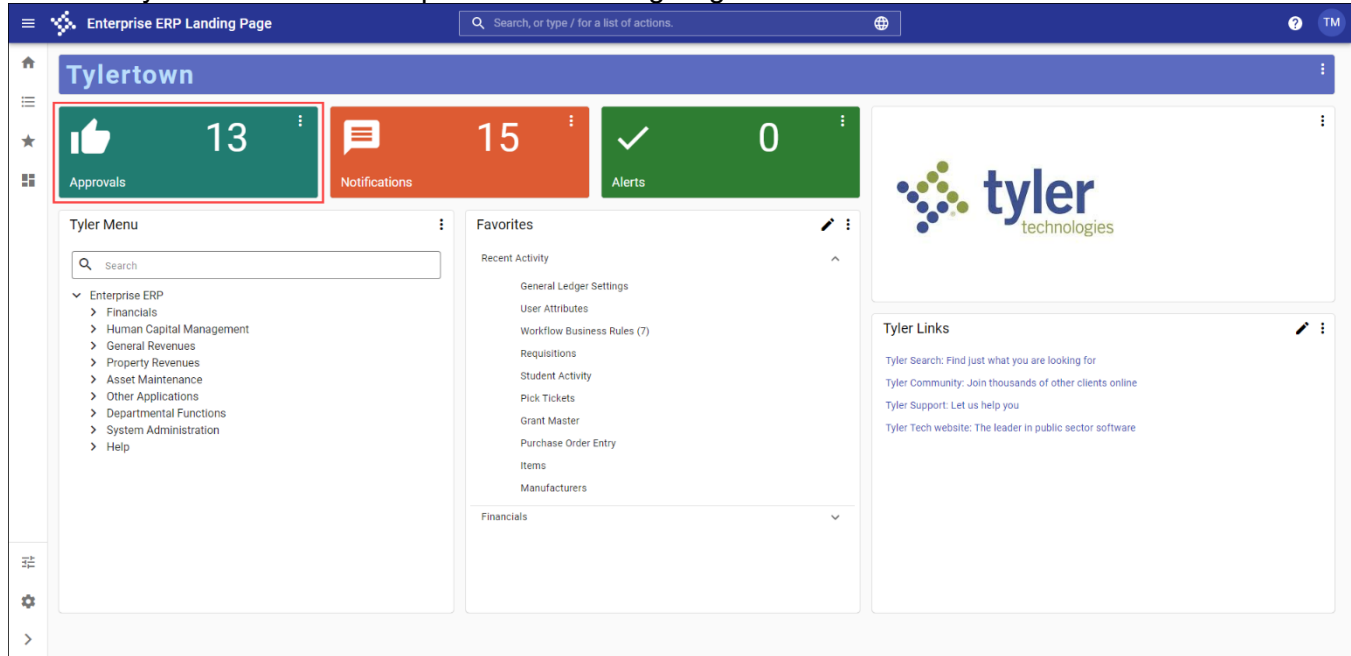 Enterprise ERP Landing Page
Search, or type / for a list of actions.
TM
Tylertown
13
Approvals
15
Notifications
0
Alerts
tyler
technologies
Tyler Menu
Search
Enterprise ERP
Financials
Human Capital Management
General Revenues
Property Revenues
Asset Maintenance
Other Applications
Departmental Functions
System Administration
Help
Favorites
Recent Activity
General Ledger Settings
User Attributes
Workflow Business Rules (7)
Requisitions
Student Activity
Pick Tickets
Grant Master
Purchase Order Entry
Items
Manufacturers
Financials
Tyler Links
Tyler Search: Find just what you are looking for
Tyler Community: Join thousands of other clients online
Tyler Support: Let us help you
Tyler Tech website: The leader in public sector software